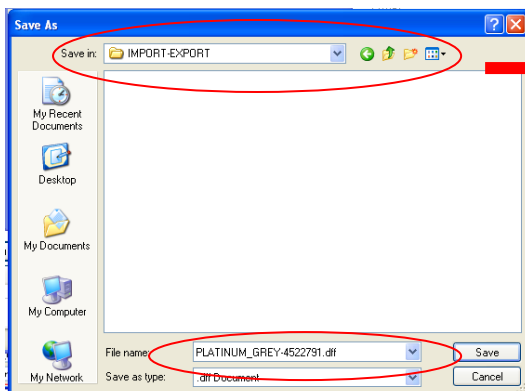 Save As
Save in: IMPORT-EXPORT
My Recent
Documents
Desktop
My Documents
My Computer
My Network
File name: PLATINUM_GREY-4522791.dff Save
Save as type: .dff Document Cancel